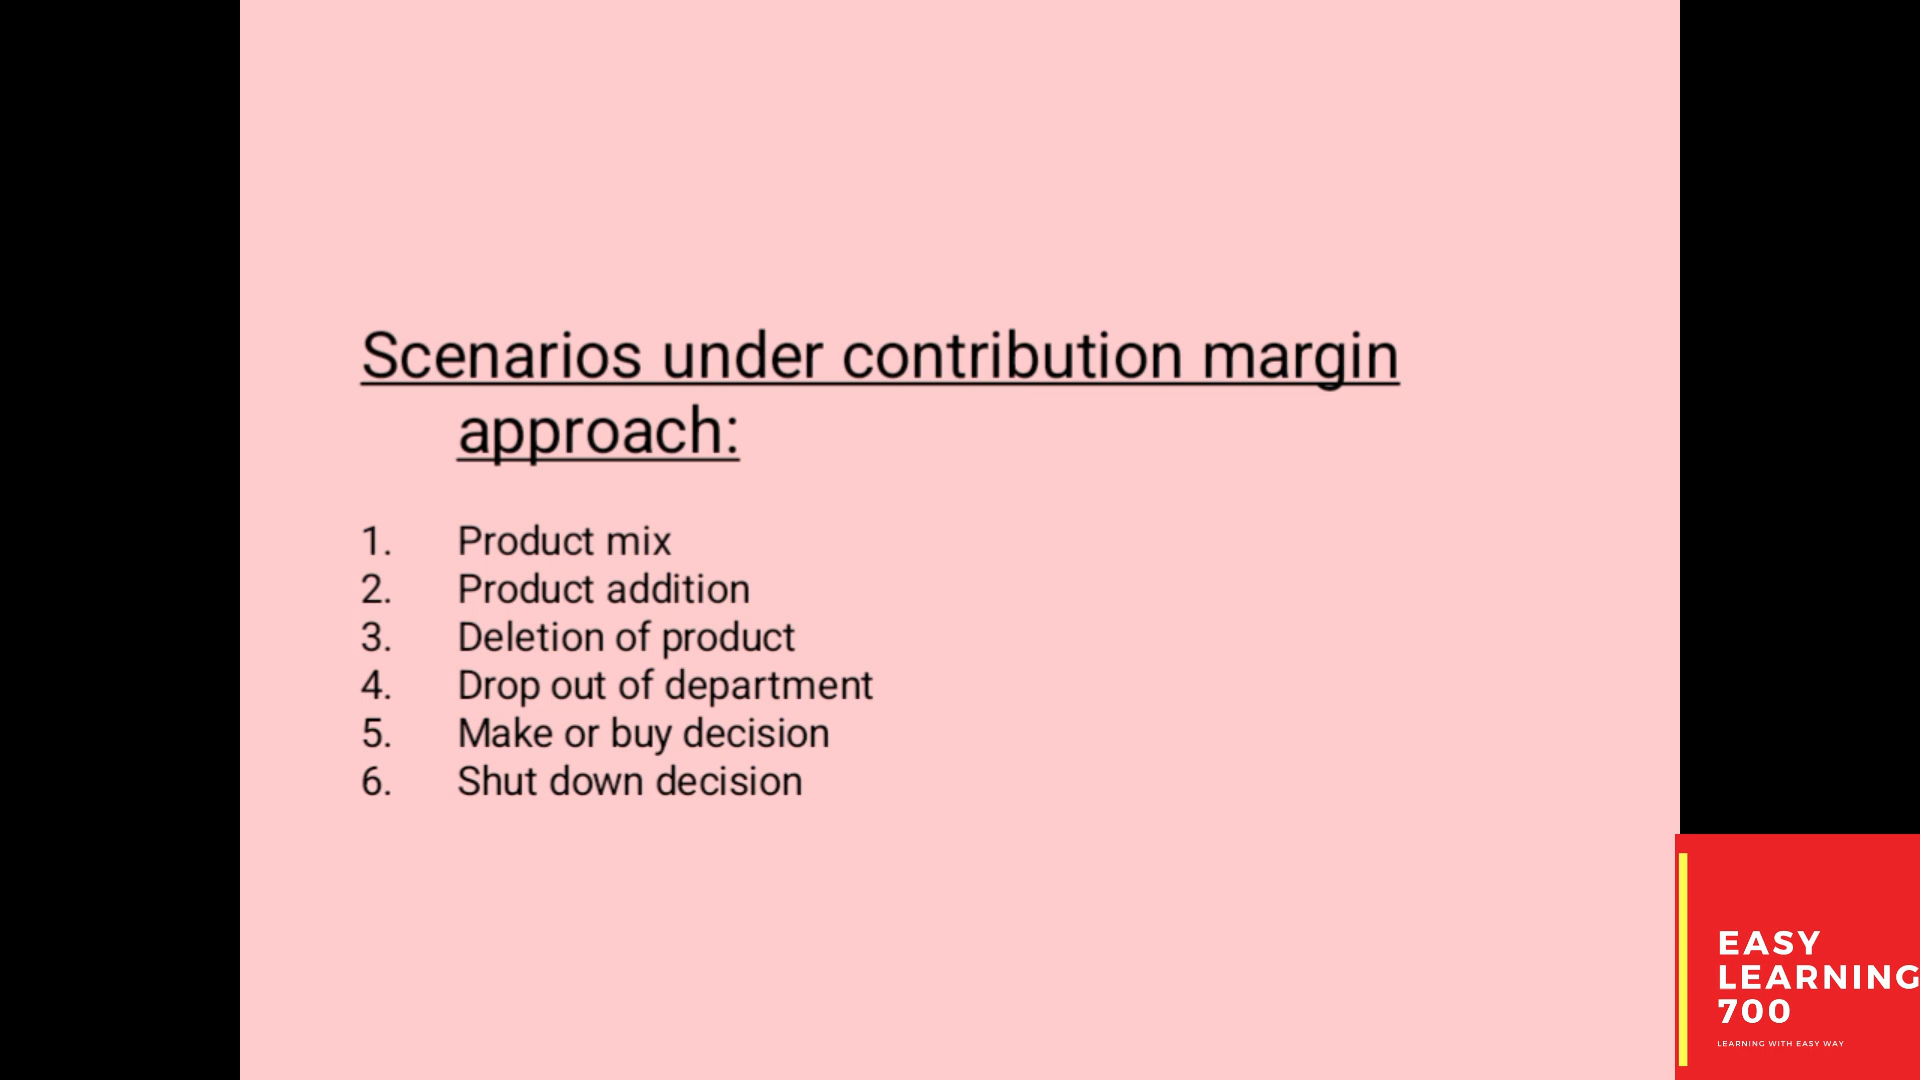 Scenarios under contribution margin
approach:
1. Product mix
2. Product addition
3. Deletion of product
4. Drop out of department
5. Make or buy decision
6. Shut down decision
EASY
LEARNING
700
LEARNING WITH EASY WAY